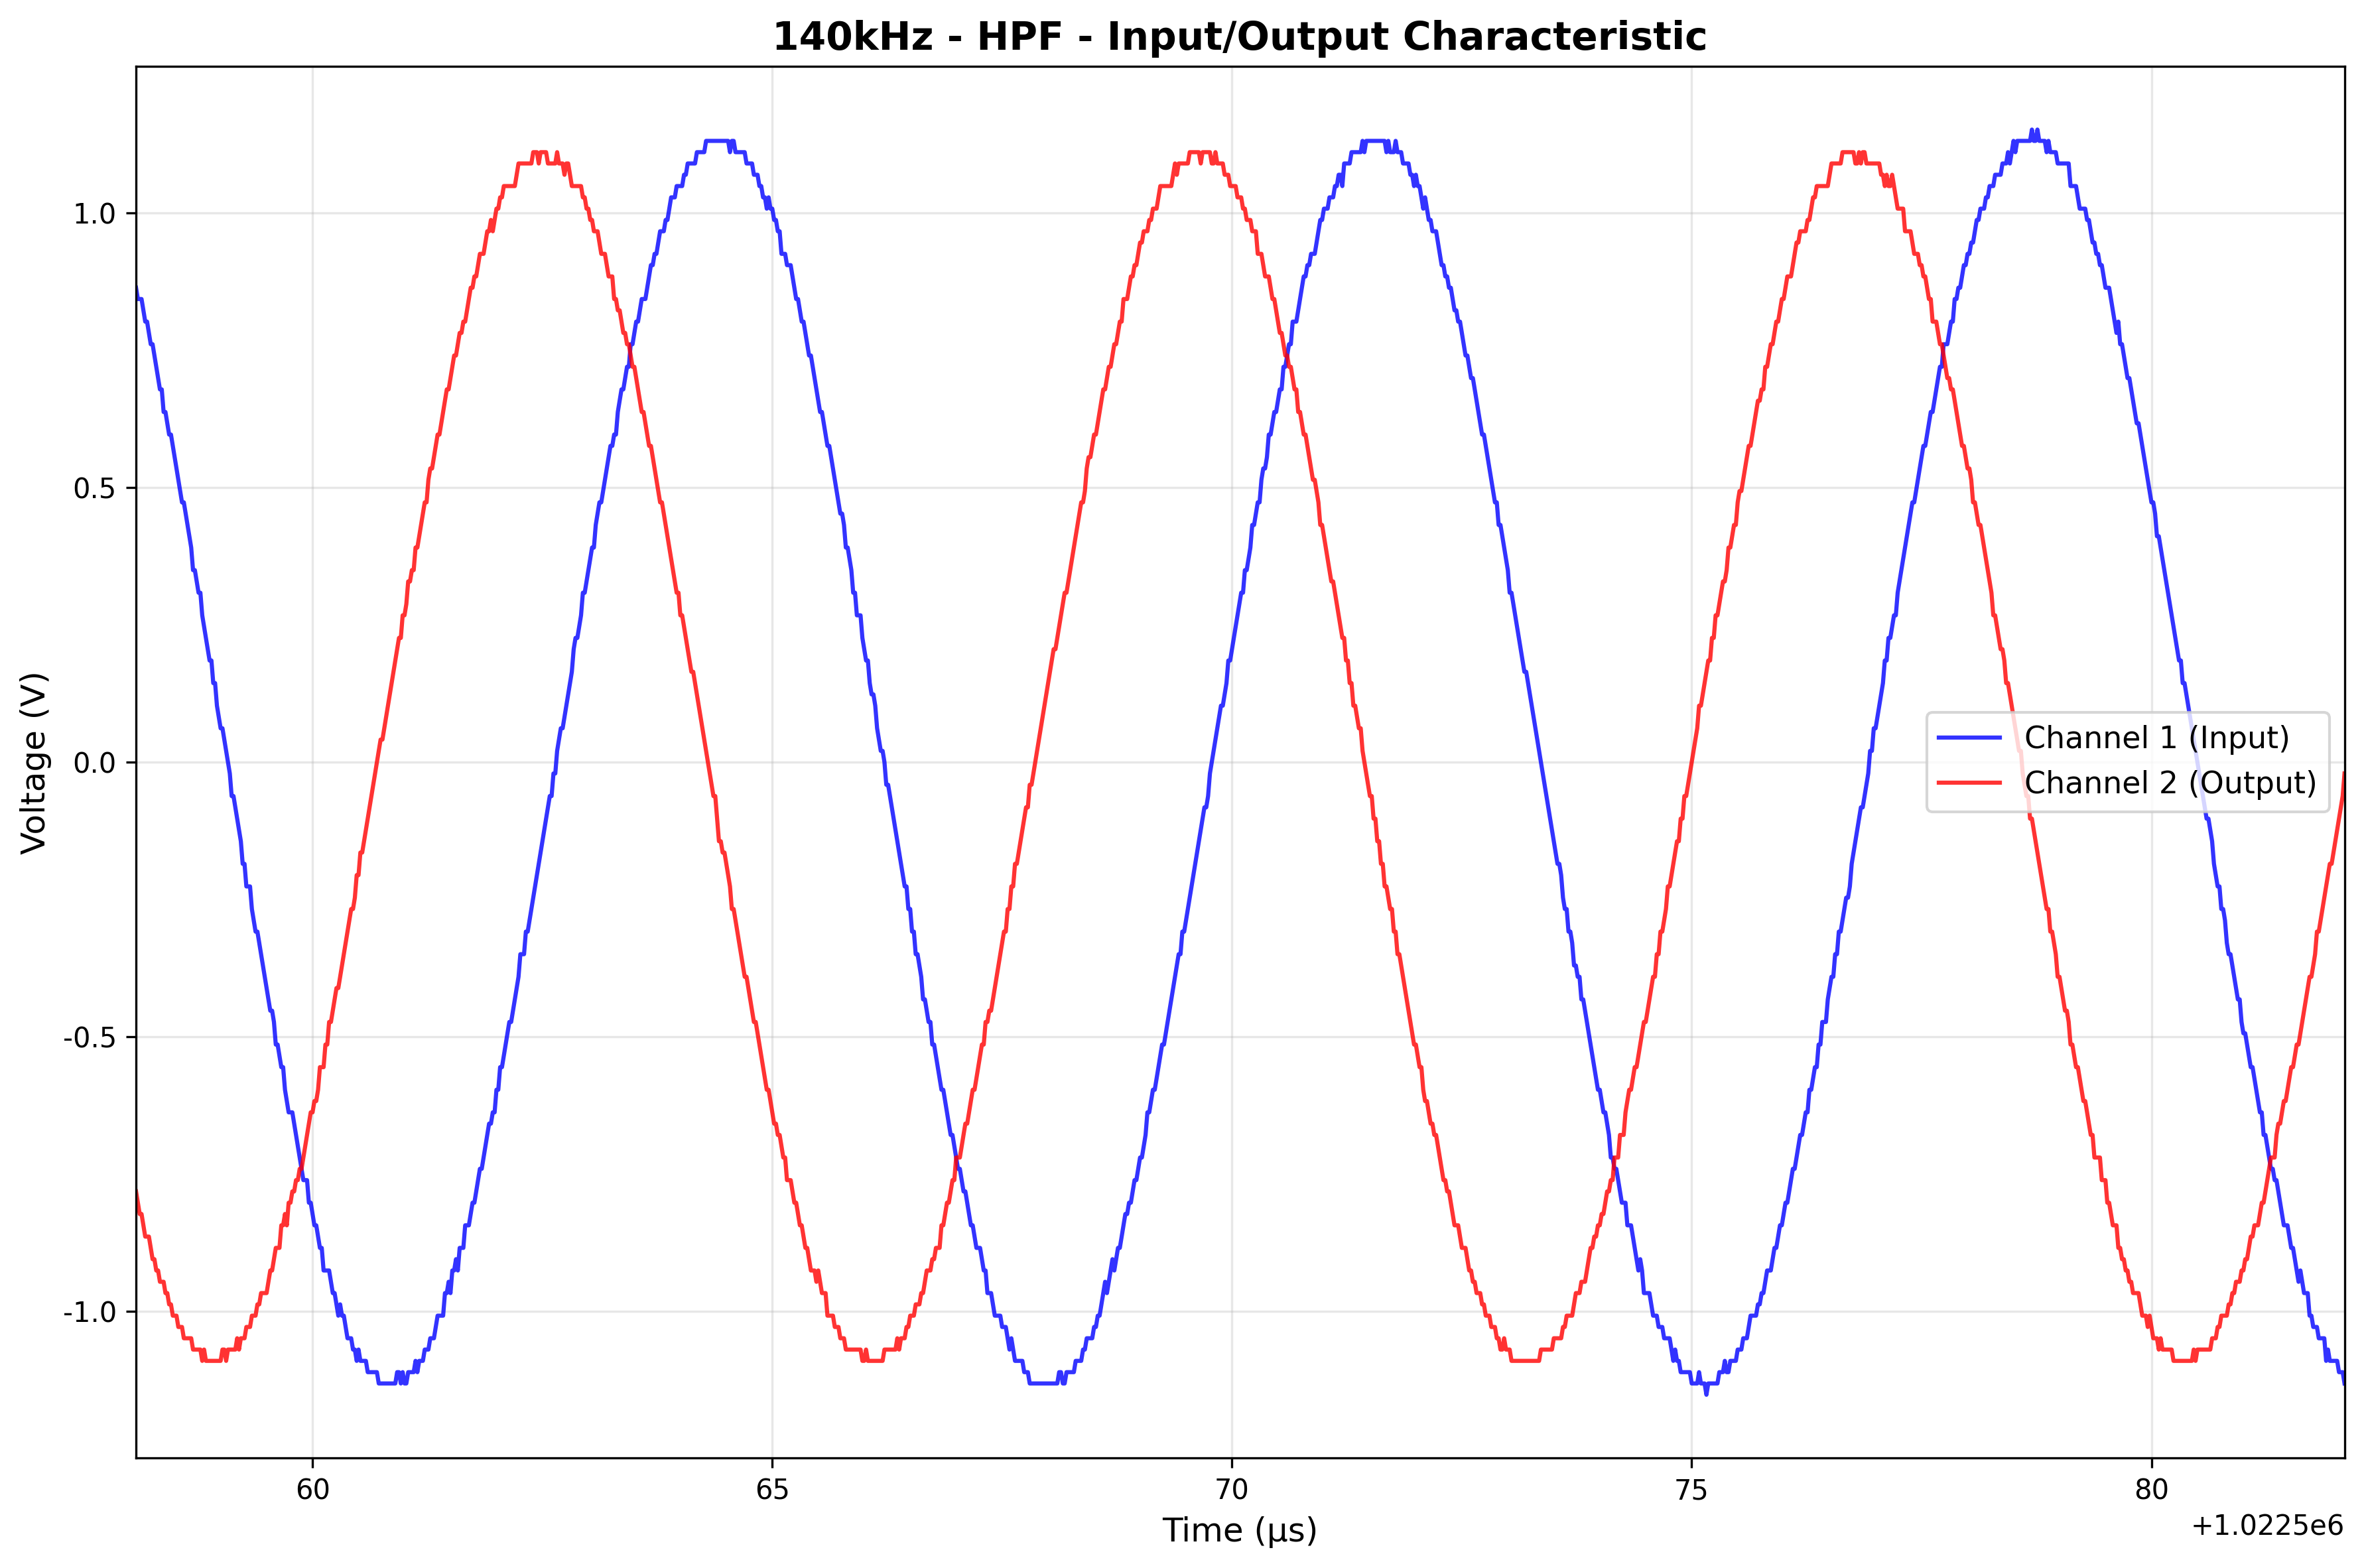 140kHz - HPF - Input/Output Characteristic
Voltage (V)
1.0
0.5
0.0
-0.5
-1.0
Channel 1 (Input)
Channel 2 (Output)
60
65
70
75
80
Time (µs)
+1.0225e6